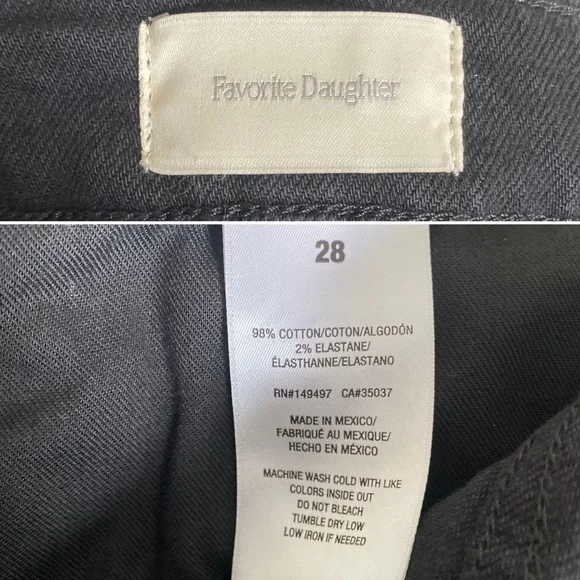 Favorite Daughter
28
98% COTTON/COTON/ALGODÓN
2% ELASTANE/
ÉLASTHANNE/ELASTANO
RN#149497 CA#35037
MADE IN MEXICO/
FABRIQUÉ AU MEXIQUE/
HECHO EN MÉXICO
MACHINE WASH COLD WITH LIKE
COLORS INSIDE OUT
DO NOT BLEACH
TUMBLE DRY LOW
LOW IRON IF NEEDED